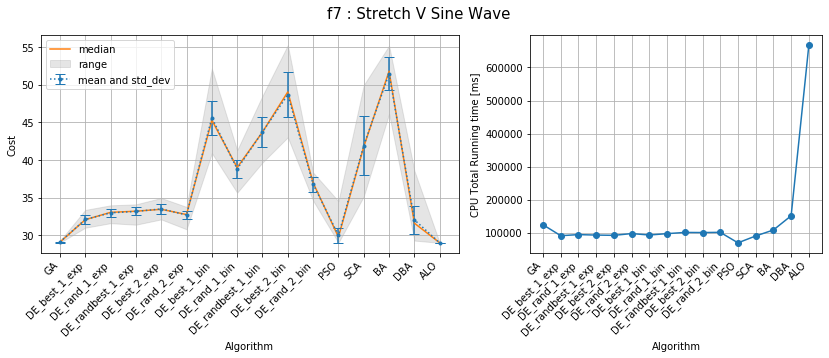 f7 : Stretch V Sine Wave
median
range
mean and std_dev
Cost
55
50
45
40
35
30
GA
DE_best_1_exp
DE_rand_1_exp
DE_randbest_1_exp
DE_best_2_exp
DE_rand_2_exp
DE_best_1_bin
DE_rand_1_bin
DE_randbest_1_bin
DE_best_2_bin
DE_rand_2_bin
PSO
SCA
BA
DBA
ALO
Algorithm
CPU Total Running time [ms]
600000
500000
400000
300000
200000
100000
GA
DE_best_1_exp
DE_rand_1_exp
DE_randbest_1_exp
DE_best_2_exp
DE_rand_2_exp
DE_best_1_bin
DE_rand_1_bin
DE_randbest_1_bin
DE_best_2_bin
DE_rand_2_bin
PSO
SCA
BA
DBA
ALO
Algorithm